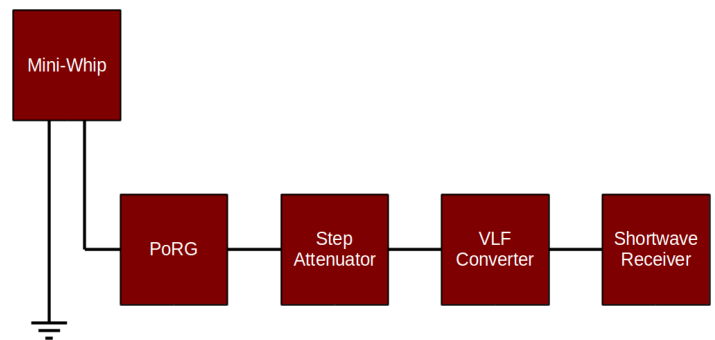 Mini-Whip
PoRG
Step
Attenuator
VLF
Converter
Shortwave
Receiver